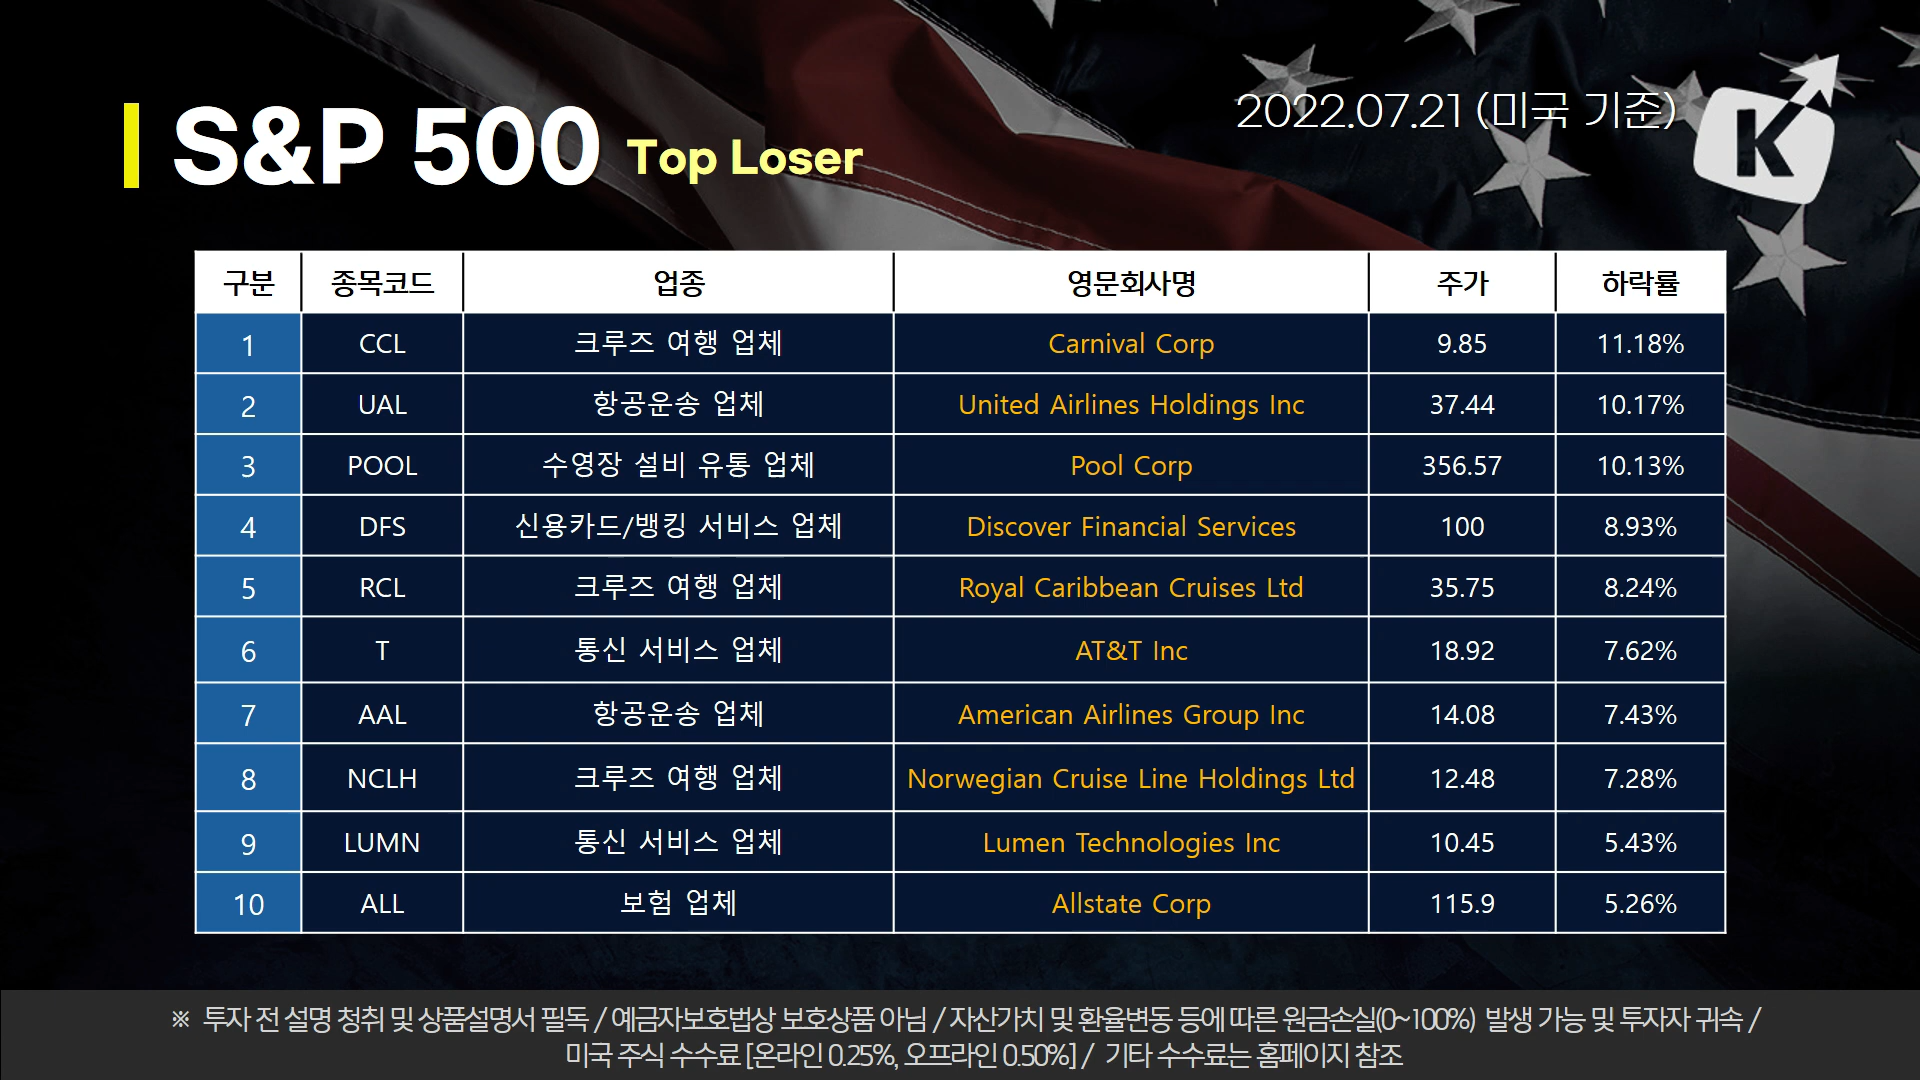 S&P 500 Top Loser
2022.07.21 (미국 기준)
K
구분 종목코드 업종 영문회사명 주가 하락률
1 CCL 크루즈 여행 업체 Carnival Corp 9.85 11.18%
2 UAL 항공운송 업체 United Airlines Holdings Inc 37.44 10.17%
3 POOL 수영장 설비 유통 업체 Pool Corp 356.57 10.13%
4 DFS 신용카드/뱅킹 서비스 업체 Discover Financial Services 100 8.93%
5 RCL 크루즈 여행 업체 Royal Caribbean Cruises Ltd 35.75 8.24%
6 T 통신 서비스 업체 AT&T Inc 18.92 7.62%
7 AAL 항공운송 업체 American Airlines Group Inc 14.08 7.43%
8 NCLH 크루즈 여행 업체 Norwegian Cruise Line Holdings Ltd 12.48 7.28%
9 LUMN 통신 서비스 업체 Lumen Technologies Inc 10.45 5.43%
10 ALL 보험 업체 Allstate Corp 115.9 5.26%
※ 투자 전 설명 청취 및 상품설명서 필독 / 예금자보호법상 보호상품 아님 / 자산가치 및 환율변동 등에 따른 원금손실(0~100%) 발생 가능 및 투자자 귀속 /
미국 주식 수수료 [온라인 0.25%, 오프라인 0.50%] / 기타 수수료는 홈페이지 참조